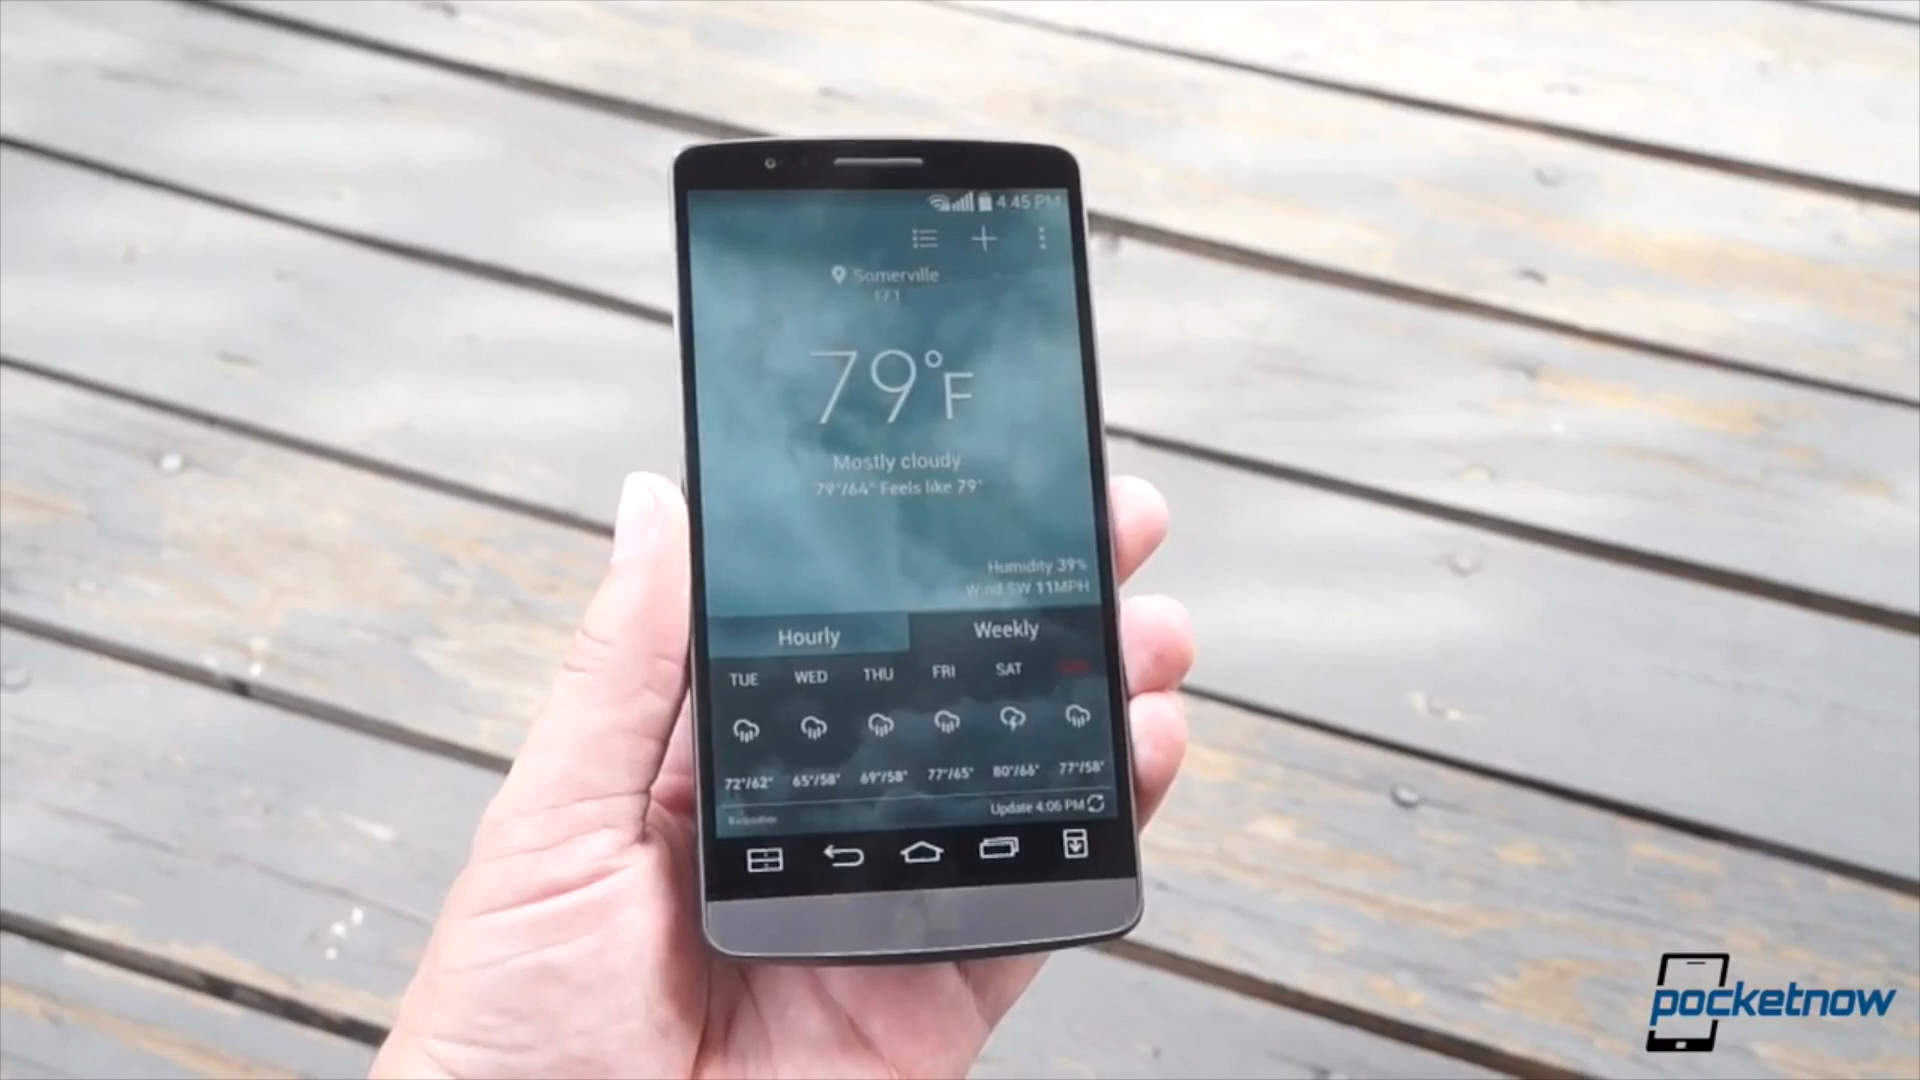 4:45 PM
Somerville
1 / 1
79°F
Mostly cloudy
79°/64° Feels like 79°
Humidity 39%
Wind SW 11MPH
Hourly Weekly
TUE WED THU FRI SAT
72°/62° 65°/58° 69°/58° 77°/65° 80°/66° 77°/58°
Update 4:06 PM
pocketnow